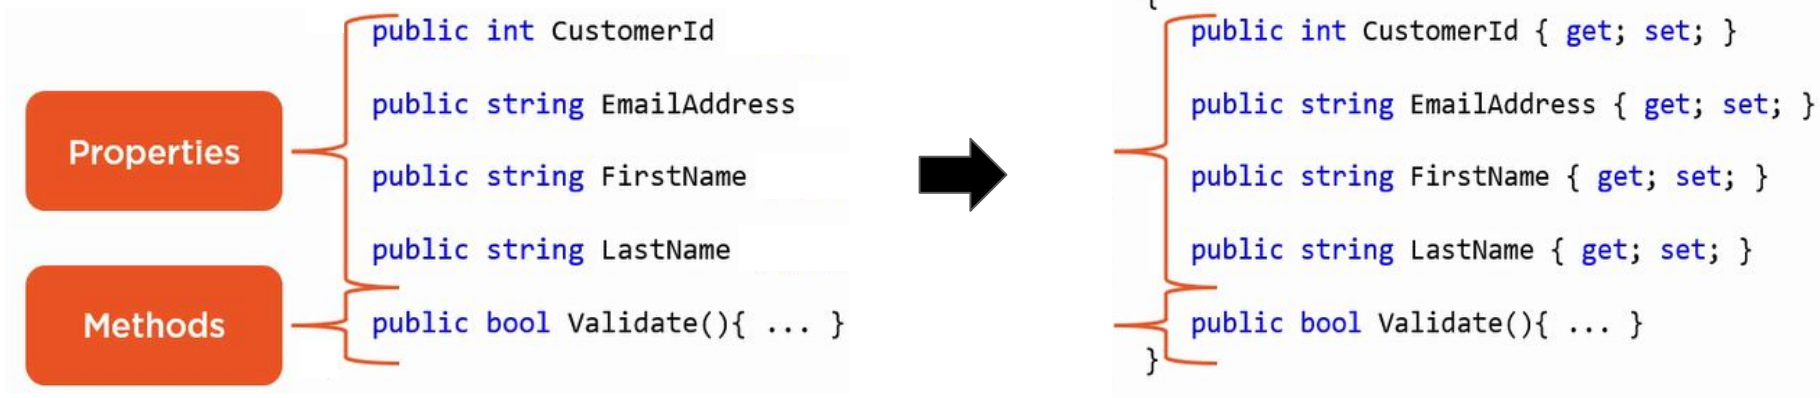 Properties
Methods
public int CustomerId
public string EmailAddress
public string FirstName
public string LastName
public bool Validate(){ ... }
{
public int CustomerId { get; set; }
public string EmailAddress { get; set; }
public string FirstName { get; set; }
public string LastName { get; set; }
public bool Validate(){ ... }
}